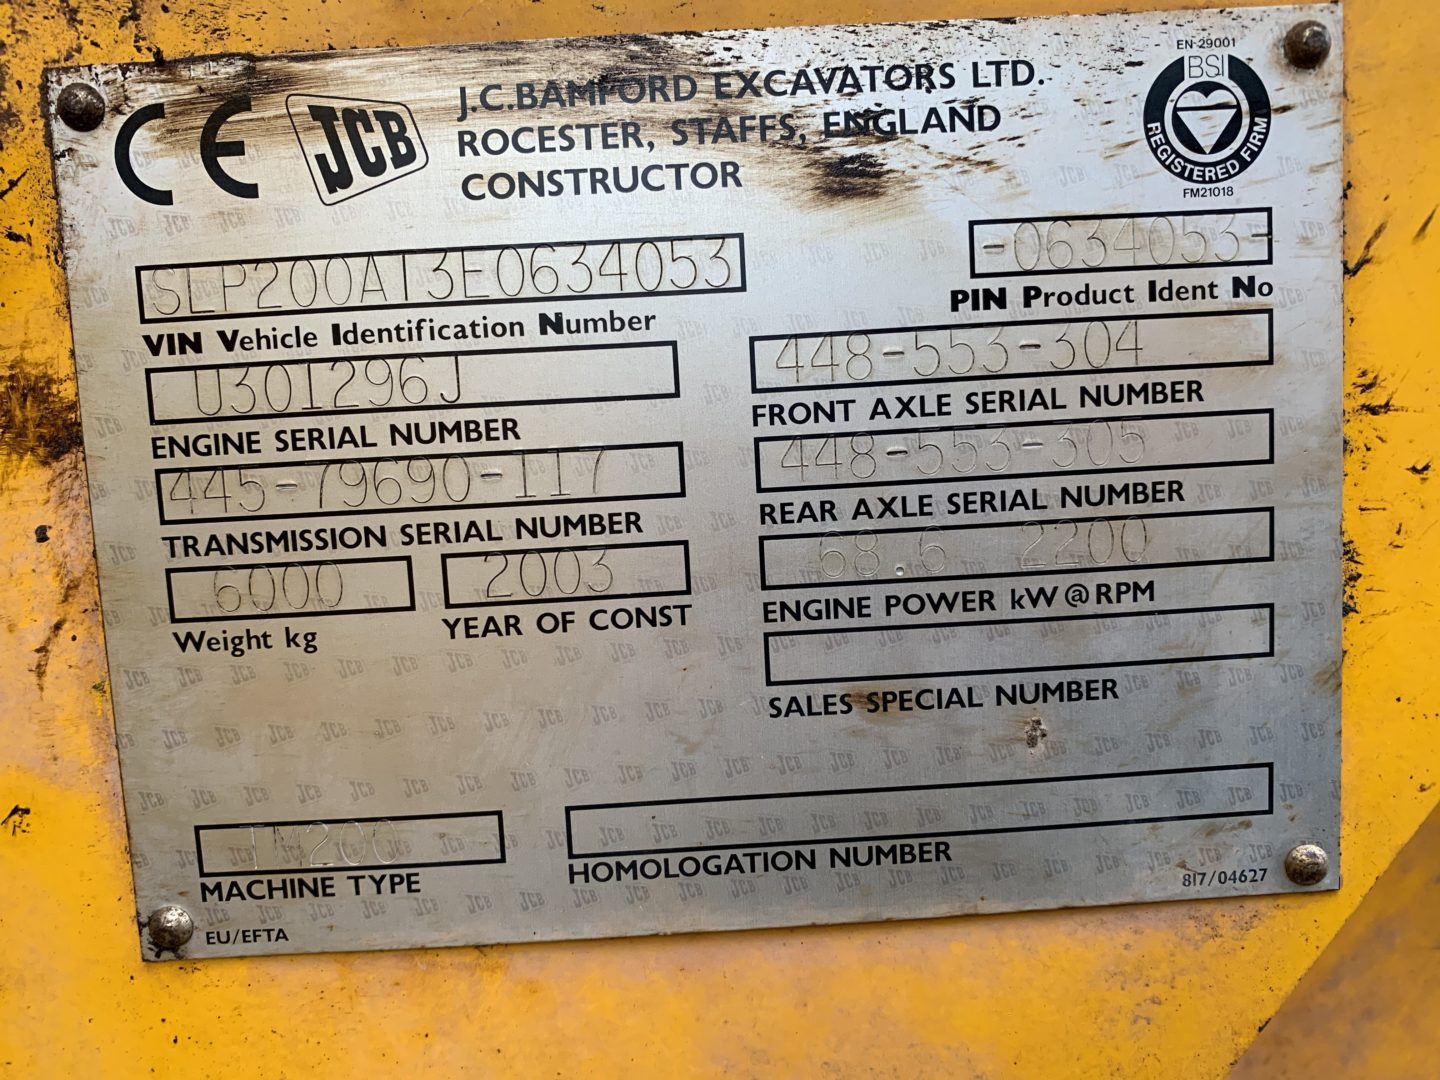 CE
JCB
J.C.BAMFORD EXCAVATORS LTD.
ROCESTER, STAFFS, ENGLAND
CONSTRUCTOR
EN 29001
BSI
REGISTERED FIRM
FM21018
SLP200AT3E0634053
VIN Vehicle Identification Number
-0634053-
PIN Product Ident No
U301296J
ENGINE SERIAL NUMBER
448-553-304
FRONT AXLE SERIAL NUMBER
445-79690-117
TRANSMISSION SERIAL NUMBER
448-553-305
REAR AXLE SERIAL NUMBER
6000
Weight kg
2003
YEAR OF CONST
68.6 2200
ENGINE POWER kW @ RPM
SALES SPECIAL NUMBER
TM200
MACHINE TYPE
HOMOLOGATION NUMBER
EU/EFTA
817/04627